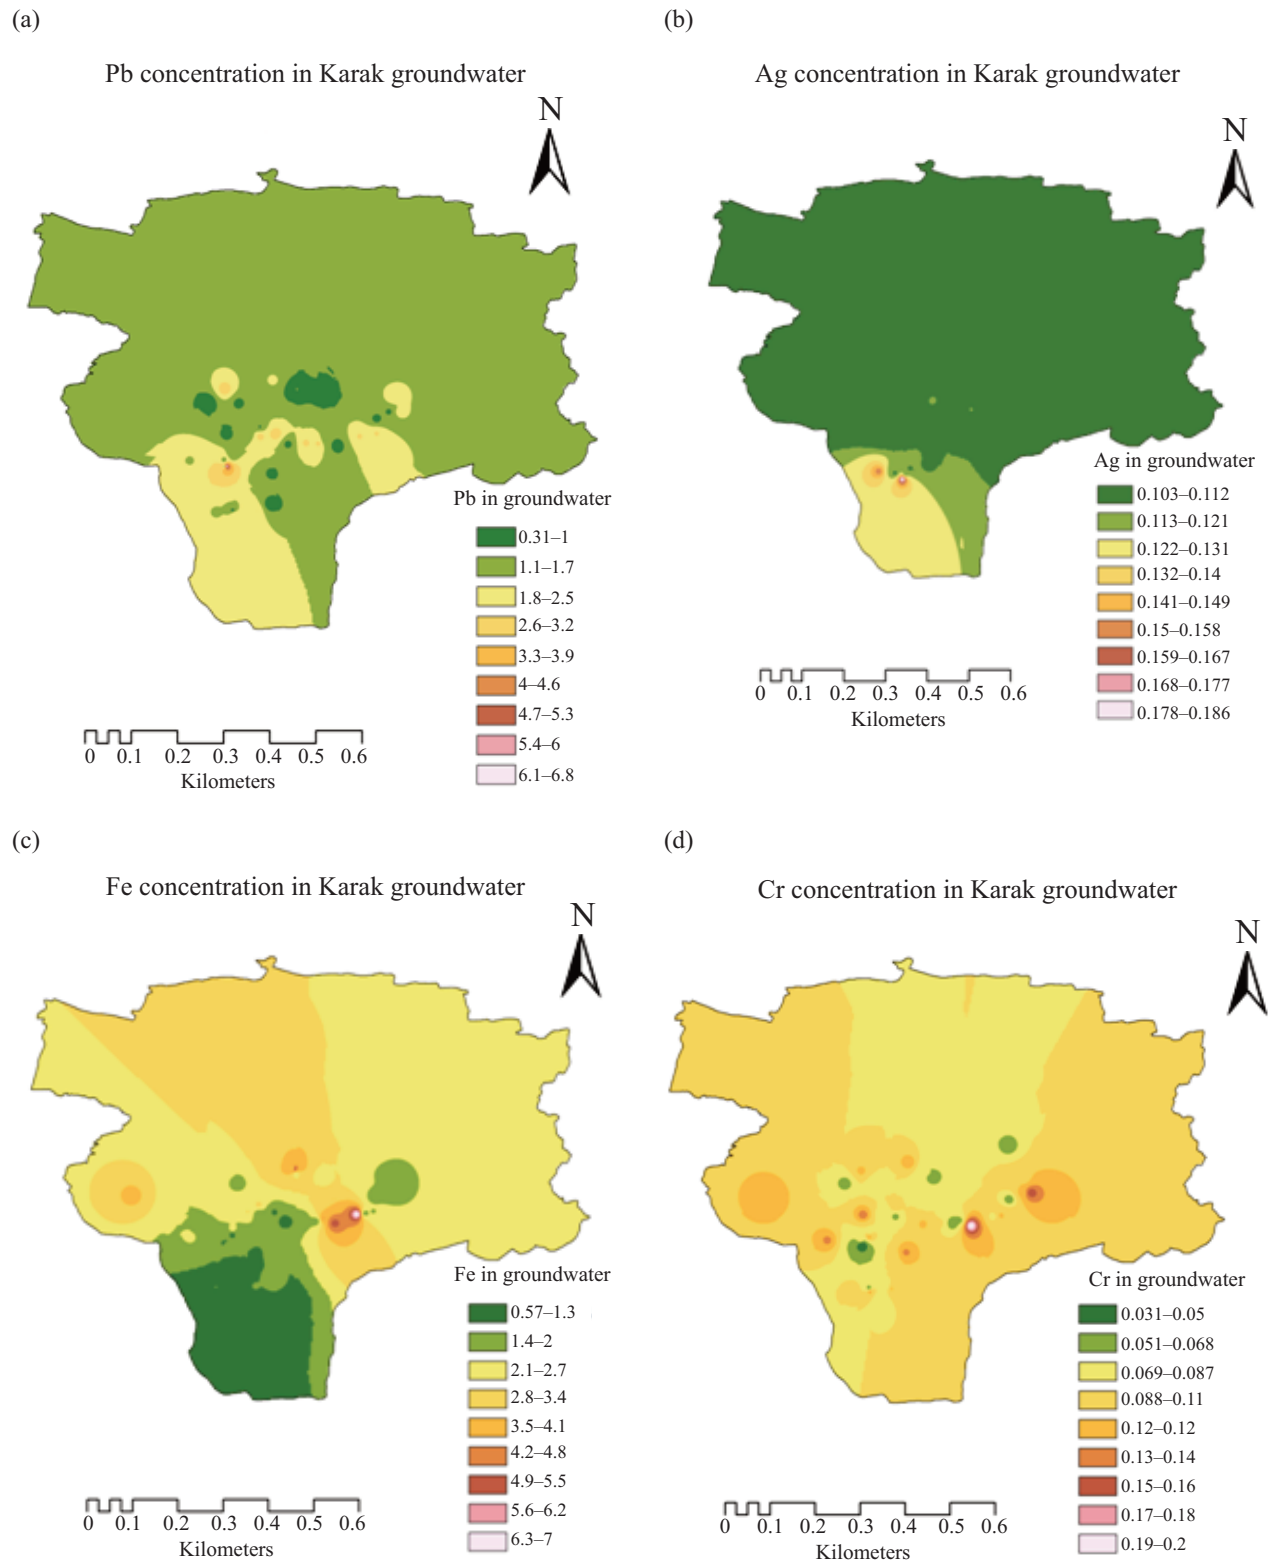 (a)
Pb concentration in Karak groundwater
N
Pb in groundwater
0.31–1
1.1–1.7
1.8–2.5
2.6–3.2
3.3–3.9
4–4.6
4.7–5.3
5.4–6
6.1–6.8
0 0.1 0.2 0.3 0.4 0.5 0.6
Kilometers
(b)
Ag concentration in Karak groundwater
N
Ag in groundwater
0.103–0.112
0.113–0.121
0.122–0.131
0.132–0.14
0.141–0.149
0.15–0.158
0.159–0.167
0.168–0.177
0.178–0.186
0 0.1 0.2 0.3 0.4 0.5 0.6
Kilometers
(c)
Fe concentration in Karak groundwater
N
Fe in groundwater
0.57–1.3
1.4–2
2.1–2.7
2.8–3.4
3.5–4.1
4.2–4.8
4.9–5.5
5.6–6.2
6.3–7
0 0.1 0.2 0.3 0.4 0.5 0.6
Kilometers
(d)
Cr concentration in Karak groundwater
N
Cr in groundwater
0.031–0.05
0.051–0.068
0.069–0.087
0.088–0.11
0.12–0.12
0.13–0.14
0.15–0.16
0.17–0.18
0.19–0.2
0 0.1 0.2 0.3 0.4 0.5 0.6
Kilometers